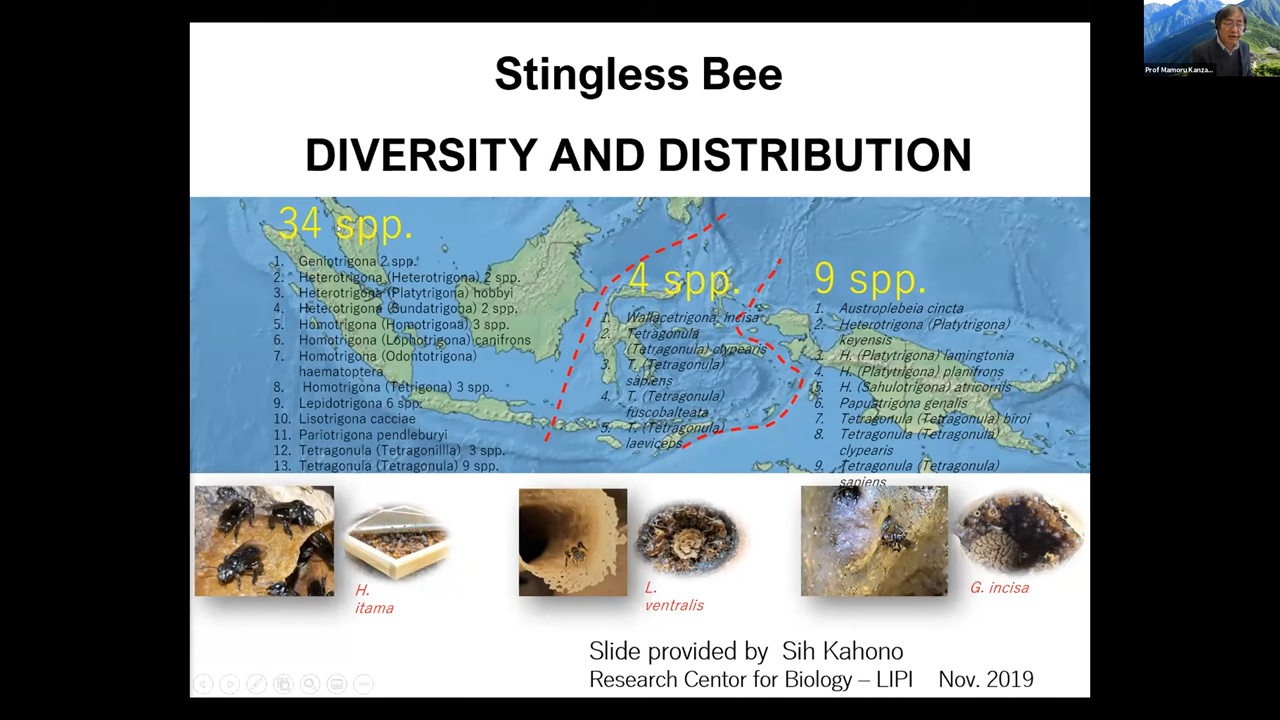 Stingless Bee
DIVERSITY AND DISTRIBUTION
34 spp.
1. Geniotrigona 2 spp.
2. Heterotrigona (Heterotrigona) 2 spp.
3. Heterotrigona (Platytrigona) hobbyi
4. Heterotrigona (Sundatrigona) 2 spp.
5. Homotrigona (Homotrigona) 3 spp.
6. Homotrigona (Lophotrigona) canifrons
7. Homotrigona (Odontotrigona)
haematoptera
8. Homotrigona (Tetrigona) 3 spp.
9. Lepidotrigona 6 spp.
10. Lisotrigona cacciae
11. Pariotrigona pendleburyi
12. Tetragonula (Tetragonillla) 3 spp.
13. Tetragonula (Tetragonula) 9 spp.
4 spp.
1. Wallacetrigona incisa
2. Tetragonula
(Tetragonula) clypearis
3. T. (Tetragonula)
sapiens
4. T. (Tetragonula)
fuscobalteata
5. T. (Tetragonula)
laeviceps
9 spp.
1. Austroplebeia cincta
2. Heterotrigona (Platytrigona)
keyensis
3. H. (Platytrigona) lamingtonia
4. H. (Platytrigona) planifrons
5. H. (Sahulotrigona) atricornis
6. Papuatrigona genalis
7. Tetragonula (Tetragonula) biroi
8. Tetragonula (Tetragonula)
clypearis
9. Tetragonula (Tetragonula)
sapiens
H.
itama
L.
ventralis
G. incisa
Slide provided by Sih Kahono
Research Centor for Biology – LIPI Nov. 2019
Prof Mamoru Kanza...